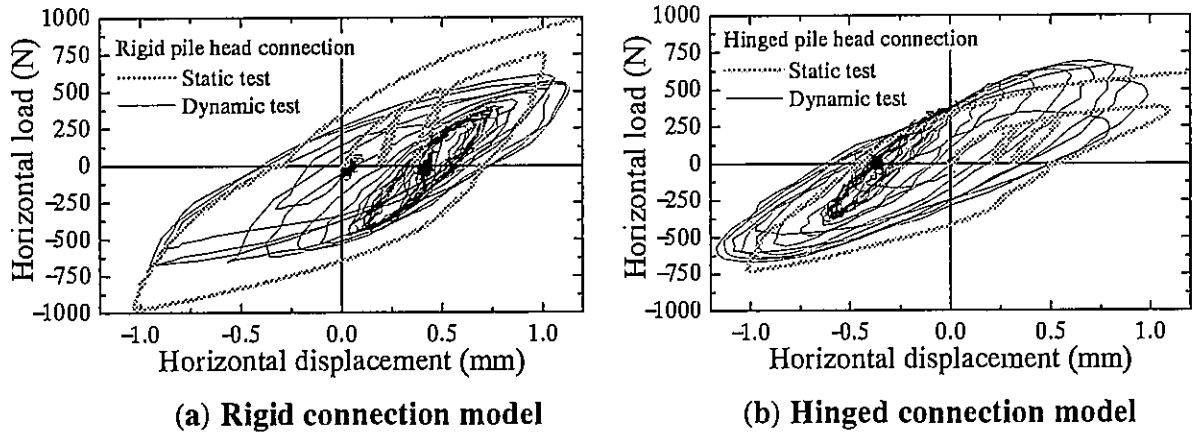 Horizontal load (N)
1000
750
500
250
0
−250
−500
−750
−1000
Rigid pile head connection
Static test
Dynamic test
−1.0
−0.5
0.0
0.5
1.0
Horizontal displacement (mm)
(a) Rigid connection model
Horizontal load (N)
1000
750
500
250
0
−250
−500
−750
1000
Hinged pile head connection
Static test
Dynamic test
−1.0
−0.5
0.0
0.5
1.0
Horizontal displacement (mm)
(b) Hinged connection model